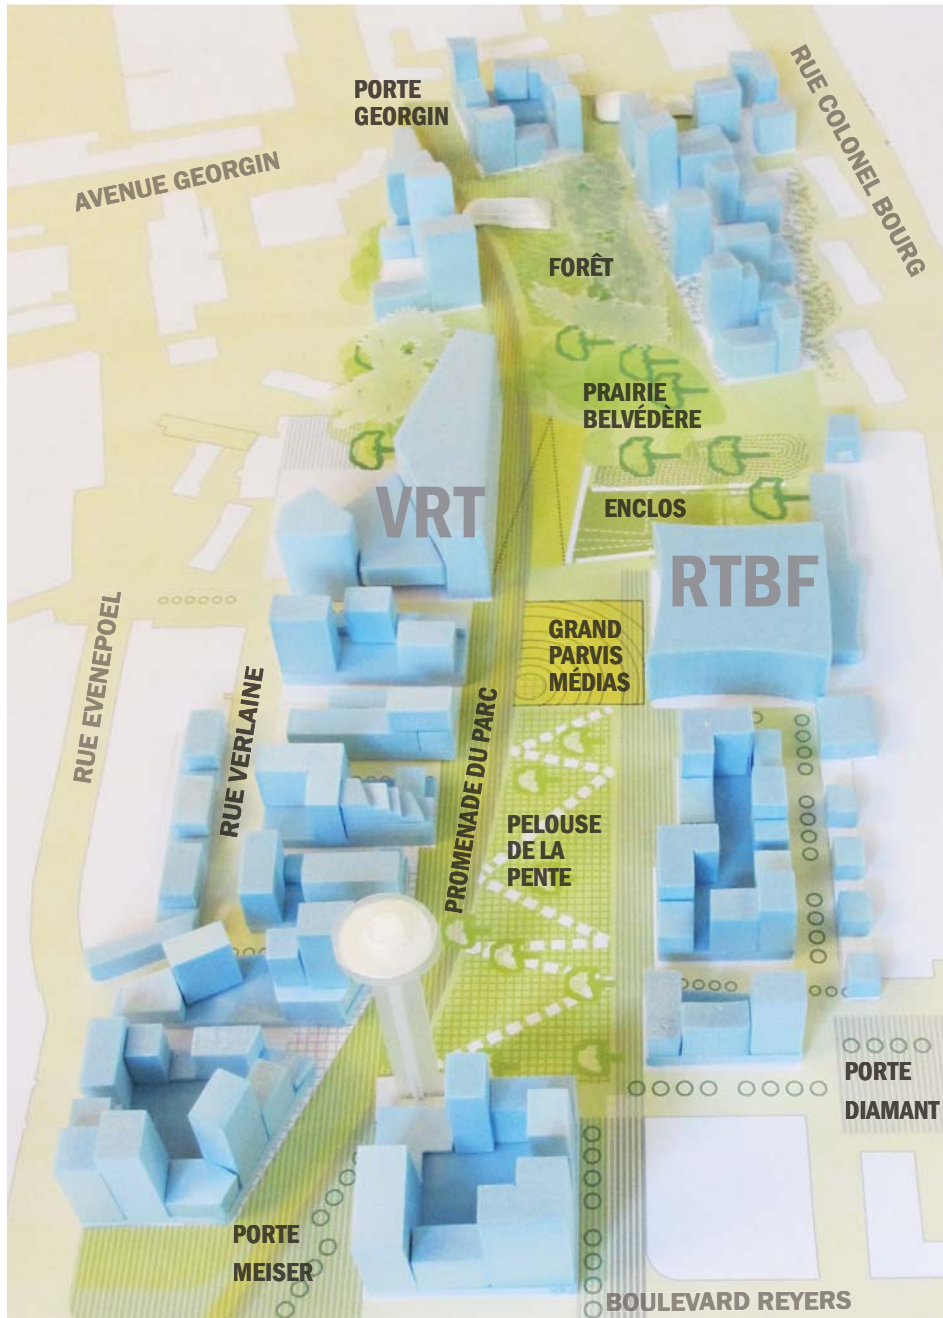 PORTE
GEORGIN
RUE COLONEL BOURG
AVENUE GEORGIN
FORÊT
PRAIRIE
BELVÉDÈRE
VRT
ENCLOS
RTBF
GRAND
PARVIS
MÉDIAS
RUE EVENEPOEL
RUE VERLAINE
PROMENADE DU PARC
PELOUSE
DE LA
PENTE
PORTE
DIAMANT
PORTE
MEISER
BOULEVARD REYERS